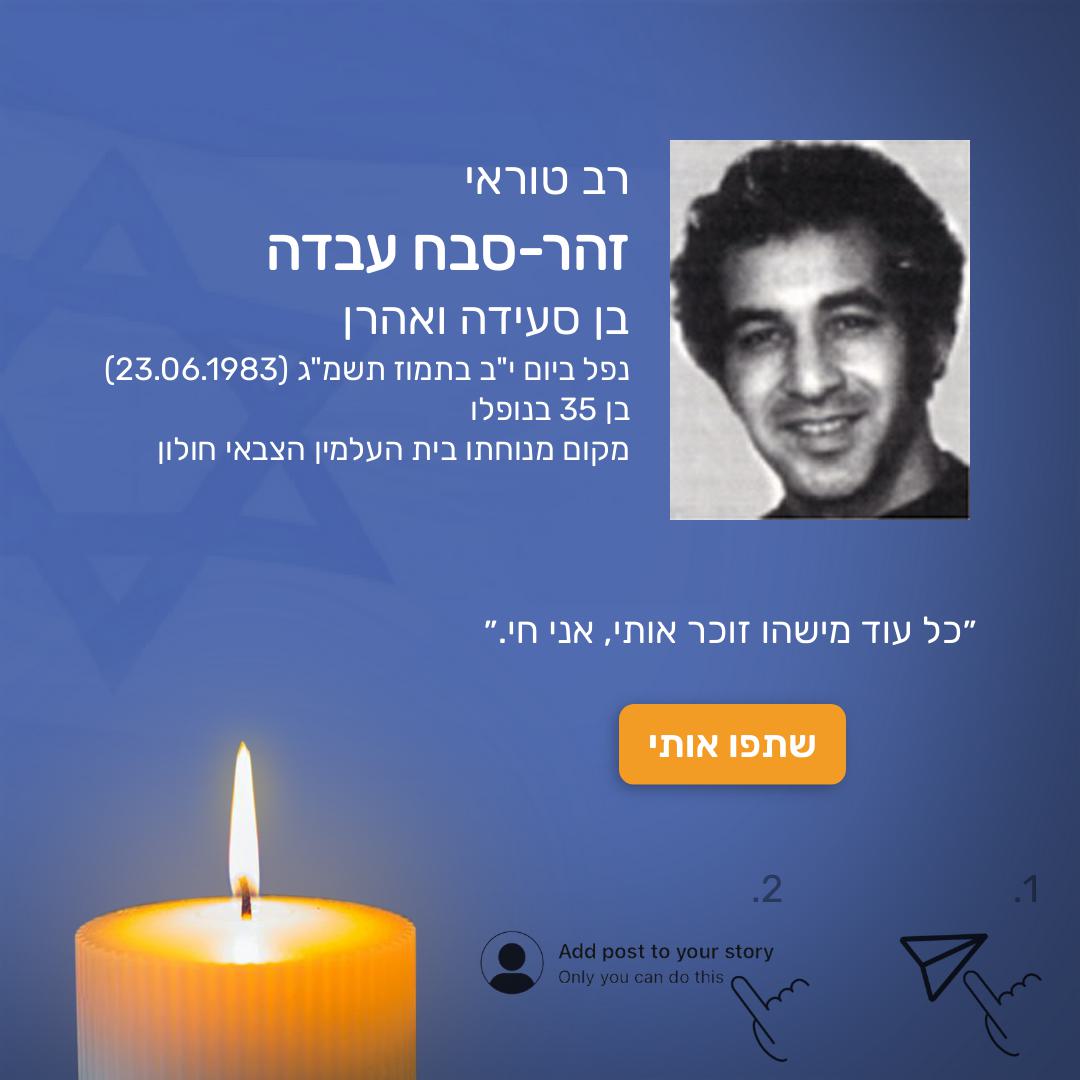 רב טוראי
זהר-סבח עבדה
בן סעידה ואהרן
נפל ביום י"ב בתמוז תשמ"ג (23.06.1983)
בן 35 בנופלו
מקום מנוחתו בית העלמין הצבאי חולון
״כל עוד מישהו זוכר אותי, אני חי.״
שתפו אותי
1.
2.
Add post to your story
Only you can do this